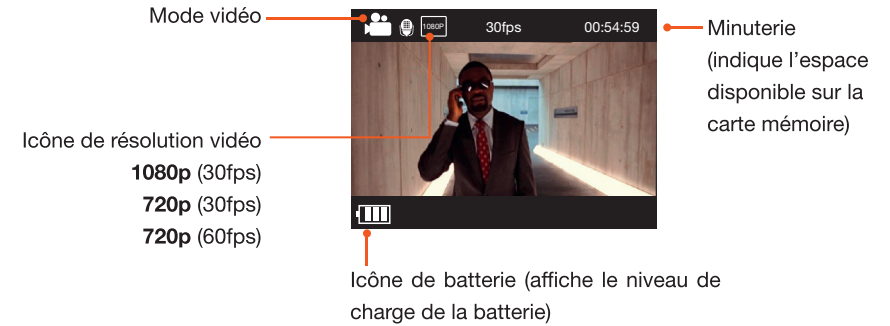 Mode vidéo
1080P
30fps
00:54:59
Minuterie
(indique l’espace
disponible sur la
carte mémoire)
Icône de résolution vidéo
1080p (30fps)
720p (30fps)
720p (60fps)
Icône de batterie (affiche le niveau de
charge de la batterie)